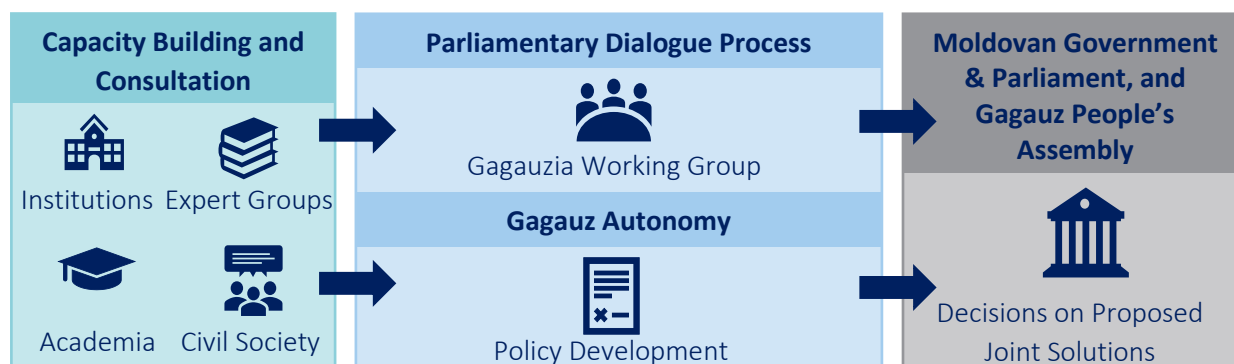 Capacity Building and
Consultation
Institutions
Expert Groups
Academia
Civil Society
Parliamentary Dialogue Process
Gagauzia Working Group
Gagauz Autonomy
Policy Development
Moldovan Government
& Parliament, and
Gagauz People’s
Assembly
Decisions on Proposed
Joint Solutions